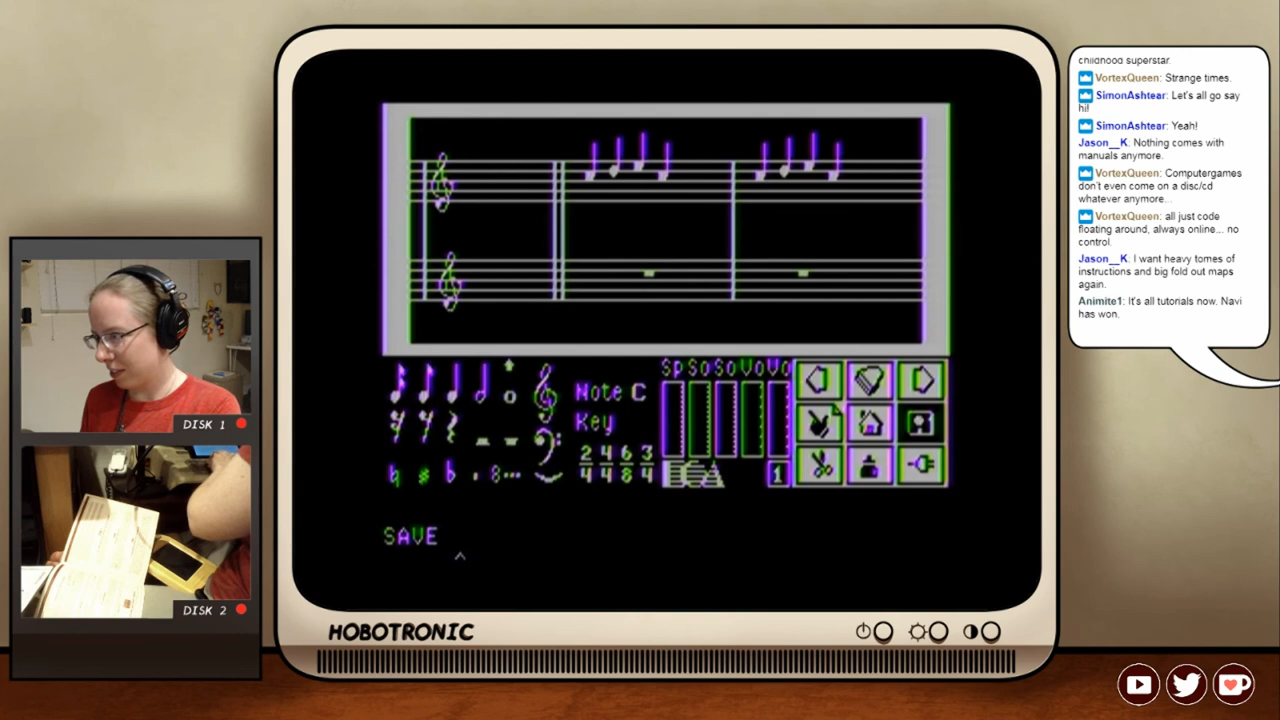 childhood superstar.
VortexQueen: Strange times.
SimonAshtear: Let's all go say
hi!
SimonAshtear: Yeah!
Jason__K: Nothing comes with
manuals anymore.
VortexQueen: Computergames
don't even come on a disc/cd
whatever anymore...
VortexQueen: all just code
floating around, always online... no
control.
Jason__K: I want heavy tomes of
instructions and big fold out maps
again.
Animite1: It's all tutorials now. Navi
has won.
Sp So So Vo Vo
Note C
Key
2 4 6 3
4 4 8 4
1
SAVE
DISK 1
DISK 2
HOBOTRONIC